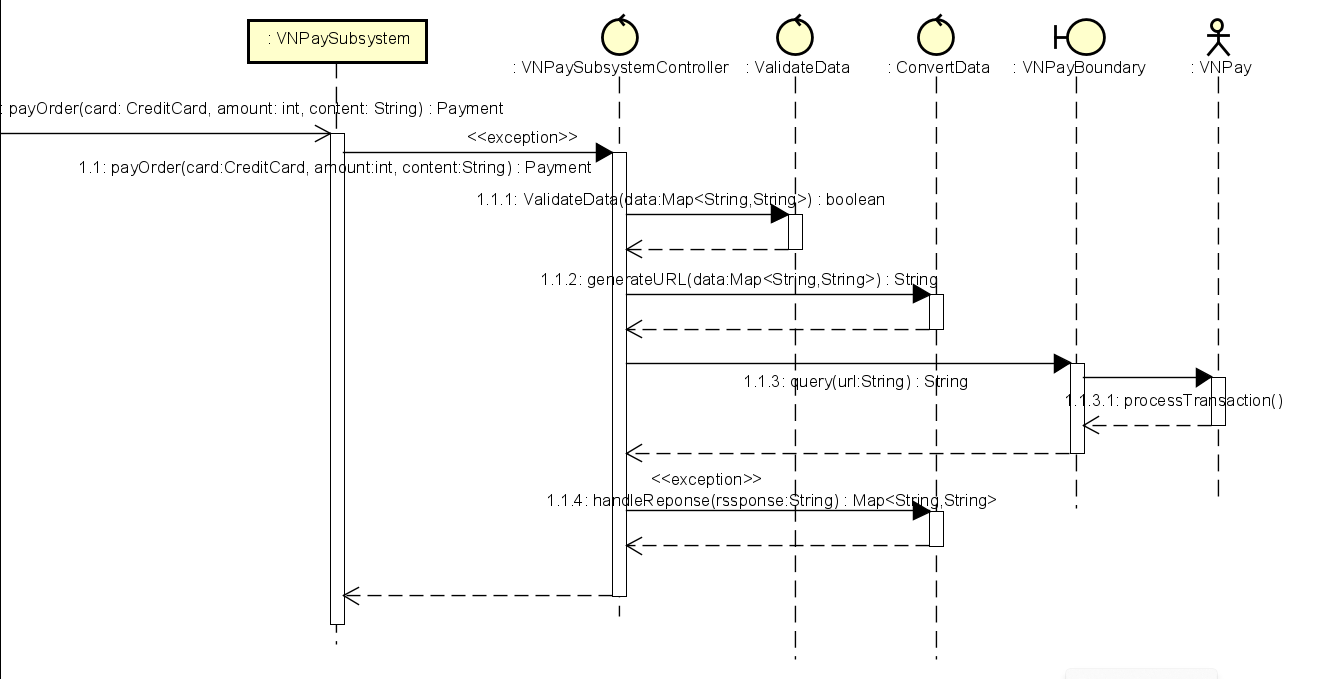 : VNPaySubsystem
: VNPaySubsystemController
: ValidateData
: ConvertData
: VNPayBoundary
: VNPay
: payOrder(card: CreditCard, amount: int, content: String) : Payment
<<exception>>
1.1: payOrder(card:CreditCard, amount:int, content:String) : Payment
1.1.1: ValidateData(data:Map<String,String>) : boolean
1.1.2: generateURL(data:Map<String,String>) : String
1.1.3: query(url:String) : String
1.1.3.1: processTransaction()
<<exception>>
1.1.4: handleReponse(rssponse:String) : Map<String,String>